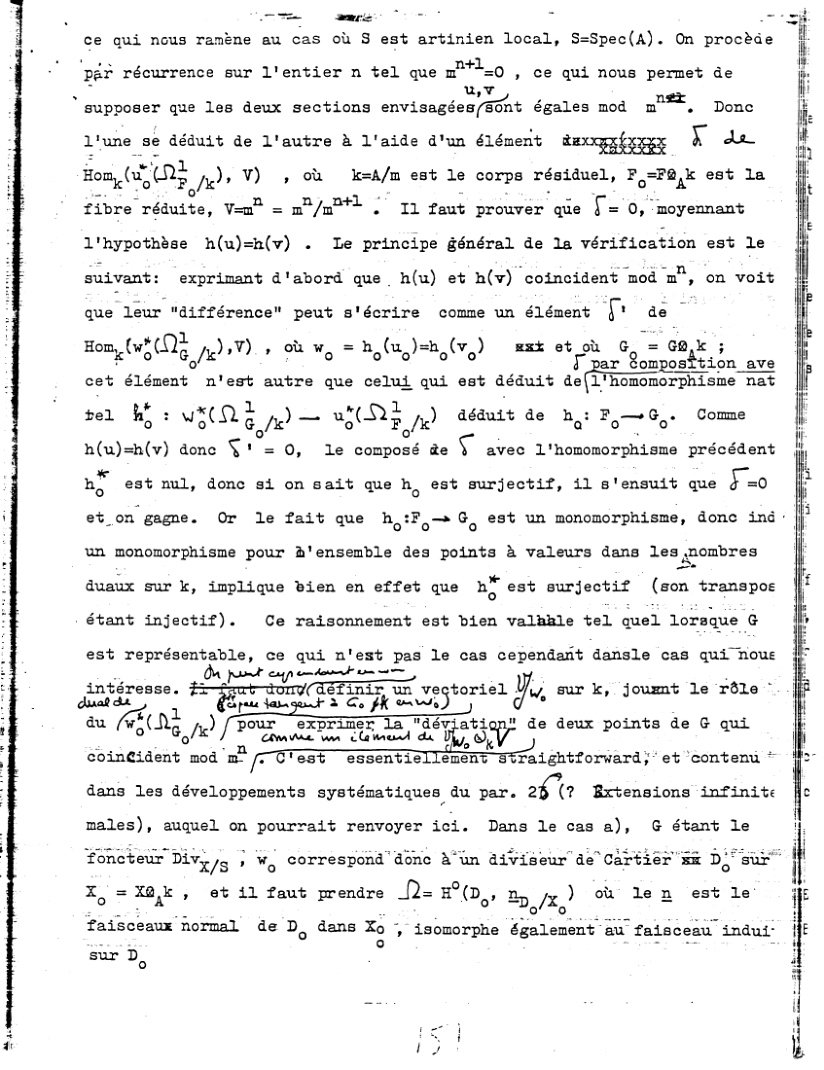 ce qui nous ramène au cas où S est artinien local, S=Spec(A). On procède
par récurrence sur l'entier n tel que m^{n+1}=0 , ce qui nous permet de
supposer que les deux sections envisagées u,v sont égales mod m^n. Donc
l'une se déduit de l'autre à l'aide d'un élément δ de
Hom_k(u_o^*(Ω^1_{F_o/k}), V) , où k=A/m est le corps résiduel, F_o=F⊗_A k est la
fibre réduite, V=m^n = m^n/m^{n+1} . Il faut prouver que δ = 0, moyennant
l'hypothèse h(u)=h(v) . Le principe général de la vérification est le
suivant: exprimant d'abord que h(u) et h(v) coincident mod m^n, on voit
que leur "différence" peut s'écrire comme un élément δ' de
Hom_k(w_o^*(Ω^1_{G_o/k}),V) , où w_o = h_o(u_o)=h_o(v_o) et où G_o = G⊗_A k ;
cet élément n'est autre que celui qui est déduit de δ par composition ave
l'homomorphisme nat
tel h_o^* : w_o^*(Ω^1_{G_o/k}) — u_o^*(Ω^1_{F_o/k}) déduit de h_o: F_o→G_o. Comme
h(u)=h(v) donc δ' = 0, le composé de δ avec l'homomorphisme précédent
h_o^* est nul, donc si on sait que h_o est surjectif, il s'ensuit que δ=0
et on gagne. Or le fait que h_o:F_o→ G_o est un monomorphisme, donc ind
un monomorphisme pour l'ensemble des points à valeurs dans les nombres
duaux sur k, implique bien en effet que h_o^* est surjectif (son transpos
étant injectif). Ce raisonnement est bien valable tel quel lorsque G
est représentable, ce qui n'est pas le cas cependant dansle cas qui nous
On peut cependant en
intéresse. définir un vectoriel V_{w_o} sur k, jouant le rôle
(espace tangent à G_o/k en w_o)
du dual de w_o^*(Ω^1_{G_o/k}) pour exprimer la "déviation" de deux points de G qui
coincident mod m^n comme un élément de V_{w_o} ⊗_k V. C'est essentiellement straightforward, et contenu
dans les développements systématiques du par. (? Extensions infinité
males), auquel on pourrait renvoyer ici. Dans le cas a), G étant le
foncteur Div_{X/S} , w_o correspond donc à un diviseur de Cartier D_o sur
X_o = X⊗_A k , et il faut prendre Ω= H^o(D_o, n_{D_o/X_o}) où le n est le
faisceaux normal de D_o dans X_o , isomorphe également au faisceau indui
sur D_o
151